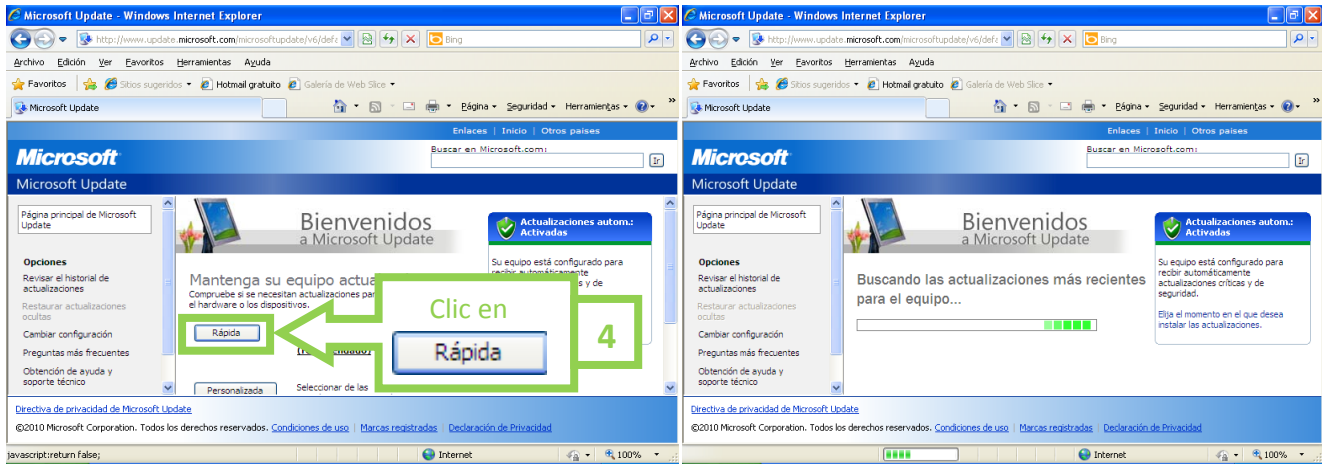 Microsoft Update - Windows Internet Explorer
http://www.update.microsoft.com/microsoftupdate/v6/defa
Bing
Archivo Edición Ver Favoritos Herramientas Ayuda
Favoritos Sitios sugeridos Hotmail gratuito Galería de Web Slice
Microsoft Update
Página Seguridad Herramientas
Enlaces | Inicio | Otros países
Microsoft
Buscar en Microsoft.com:
Ir
Microsoft Update
Página principal de Microsoft
Update
Opciones
Revisar el historial de
actualizaciones
Restaurar actualizaciones
ocultas
Cambiar configuración
Preguntas más frecuentes
Obtención de ayuda y
soporte técnico
Bienvenidos
a Microsoft Update
Mantenga su equipo actua
Compruebe si se necesitan actualizaciones par
el hardware o los dispositivos.
Rápida
Personalizada
Seleccionar de las
Actualizaciones autom.:
Activadas
Su equipo está configurado para
recibir automáticamente
s y de
Clic en
Rápida
4
Directiva de privacidad de Microsoft Update
©2010 Microsoft Corporation. Todos los derechos reservados. Condiciones de uso | Marcas registradas | Declaración de Privacidad
javascript:return false;
Internet
100%
Microsoft Update - Windows Internet Explorer
http://www.update.microsoft.com/microsoftupdate/v6/defa
Bing
Archivo Edición Ver Favoritos Herramientas Ayuda
Favoritos Sitios sugeridos Hotmail gratuito Galería de Web Slice
Microsoft Update
Página Seguridad Herramientas
Enlaces | Inicio | Otros países
Microsoft
Buscar en Microsoft.com:
Ir
Microsoft Update
Página principal de Microsoft
Update
Opciones
Revisar el historial de
actualizaciones
Restaurar actualizaciones
ocultas
Cambiar configuración
Preguntas más frecuentes
Obtención de ayuda y
soporte técnico
Bienvenidos
a Microsoft Update
Buscando las actualizaciones más recientes
para el equipo...
Actualizaciones autom.:
Activadas
Su equipo está configurado para
recibir automáticamente
actualizaciones críticas y de
seguridad.
Elija el momento en el que desea
instalar las actualizaciones.
Directiva de privacidad de Microsoft Update
©2010 Microsoft Corporation. Todos los derechos reservados. Condiciones de uso | Marcas registradas | Declaración de Privacidad
Internet
100%